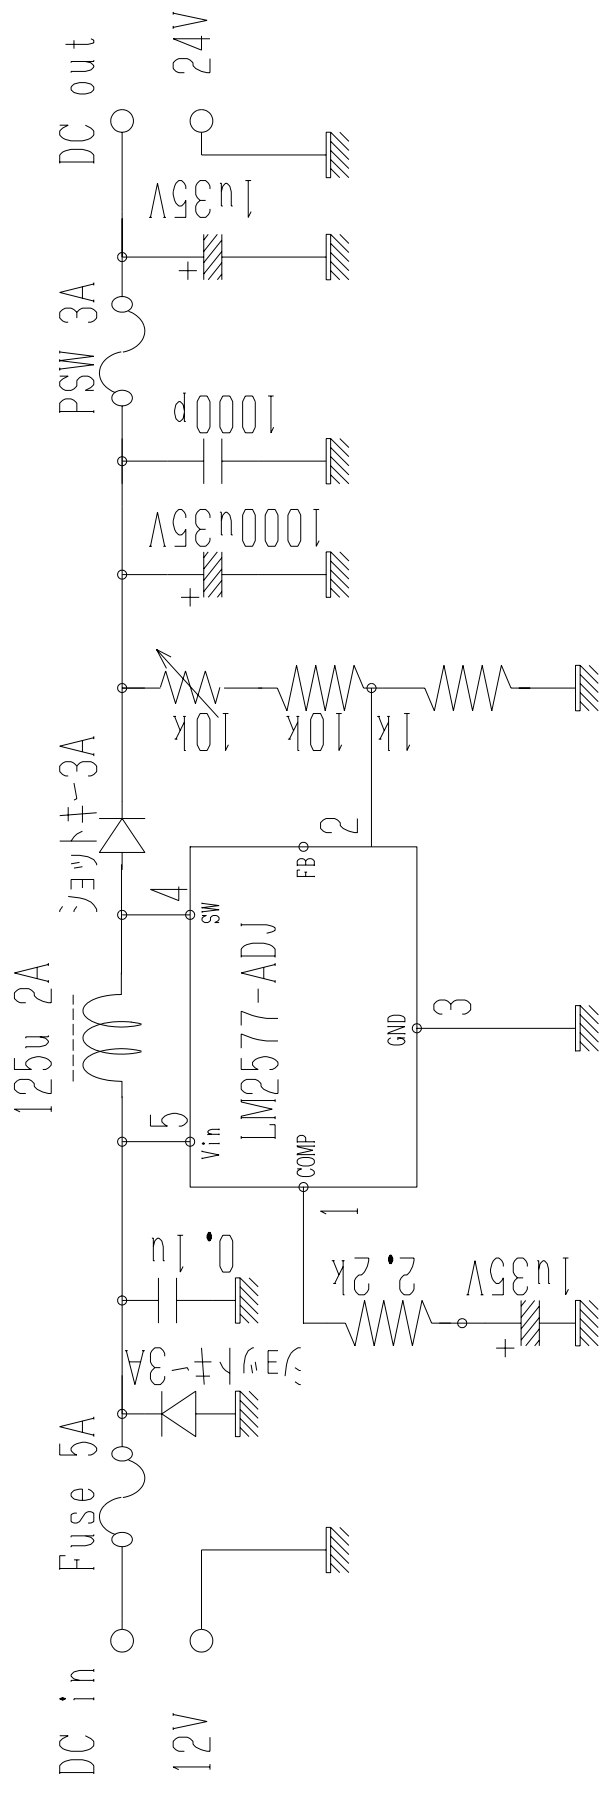 DC in
12V
Fuse 5A
ショットキー3A
0.1u
125u 2A
5
Vin
4
SW
LM2577-ADJ
COMP
1
GND
3
FB
2
2.2k
1u35V
+
ショットキー3A
10k
10k
1k
1000u35V
+
1000p
PSW 3A
1u35V
+
DC out
24V